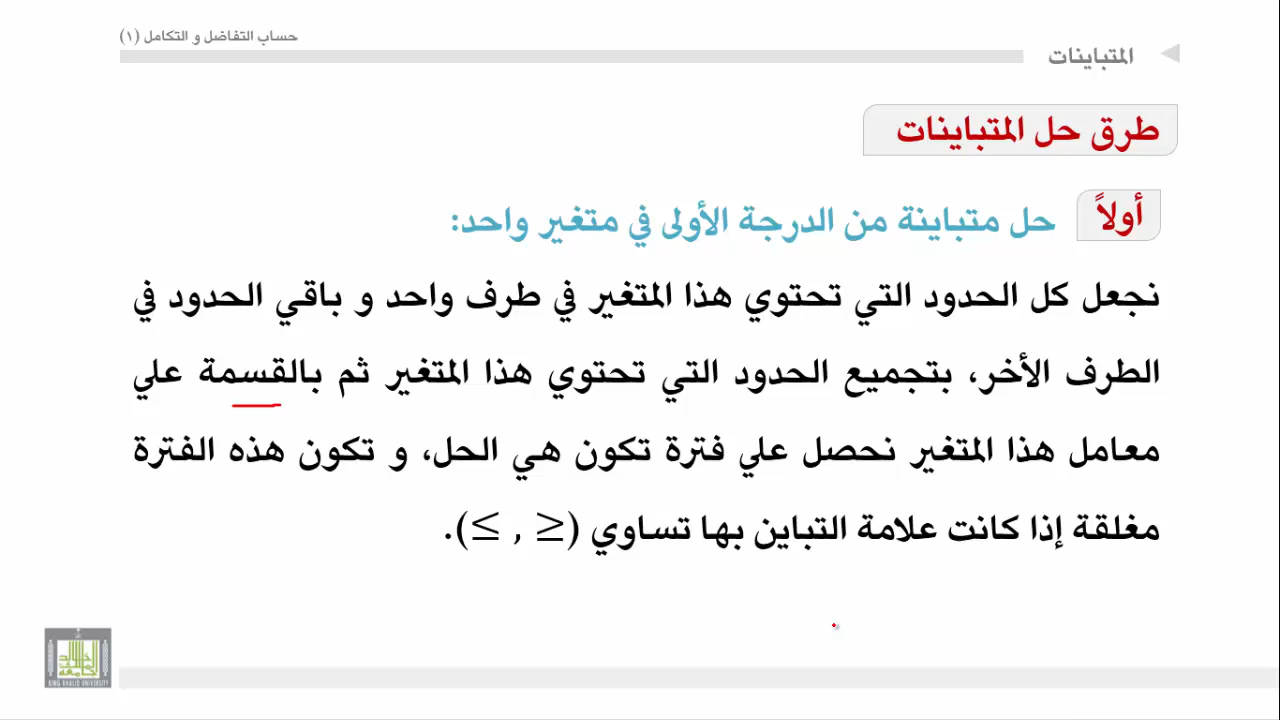 حساب التفاضل و التكامل (١)
المتباينات
طرق حل المتباينات
أولاً
حل متباينة من الدرجة الأولى في متغير واحد:
نجعل كل الحدود التي تحتوي هذا المتغير في طرف واحد و باقي الحدود في
الطرف الأخر، بتجميع الحدود التي تحتوي هذا المتغير ثم بالقسمة علي
معامل هذا المتغير نحصل علي فترة تكون هي الحل، و تكون هذه الفترة
مغلقة إذا كانت علامة التباين بها تساوي (≤ , ≥).
KING KHALID UNIVERSITY